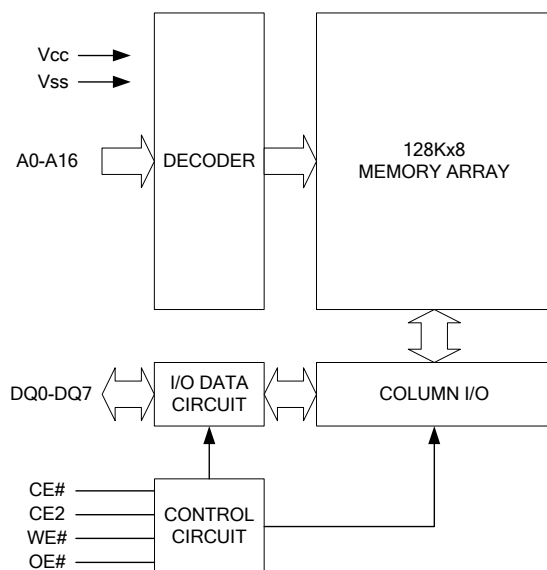 Vcc
Vss
A0-A16
DECODER
128Kx8
MEMORY ARRAY
DQ0-DQ7
I/O DATA
CIRCUIT
COLUMN I/O
CE#
CE2
WE#
OE#
CONTROL
CIRCUIT